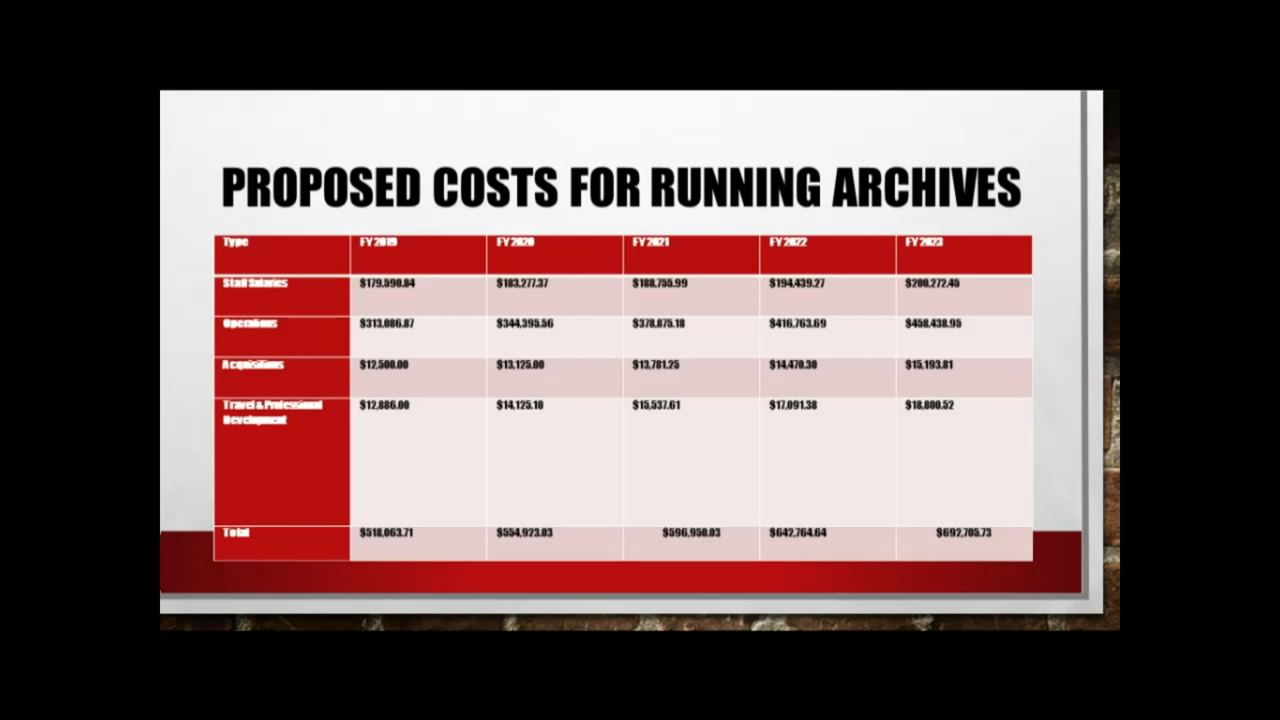 PROPOSED COSTS FOR RUNNING ARCHIVES
Type FY 2019 FY 2020 FY 2021 FY 2022 FY 2023
Staff Salaries $179,590.84 $183,277.37 $188,755.99 $194,439.27 $200,272.45
Operations $313,086.87 $344,395.56 $378,875.18 $416,763.69 $458,438.95
Acquisitions $12,500.00 $13,125.00 $13,781.25 $14,470.30 $15,193.81
Travel & Professional $12,886.00 $14,125.10 $15,537.61 $17,091.38 $18,800.52
Development
Total $518,063.71 $554,923.03 $596,950.03 $642,764.64 $692,705.73